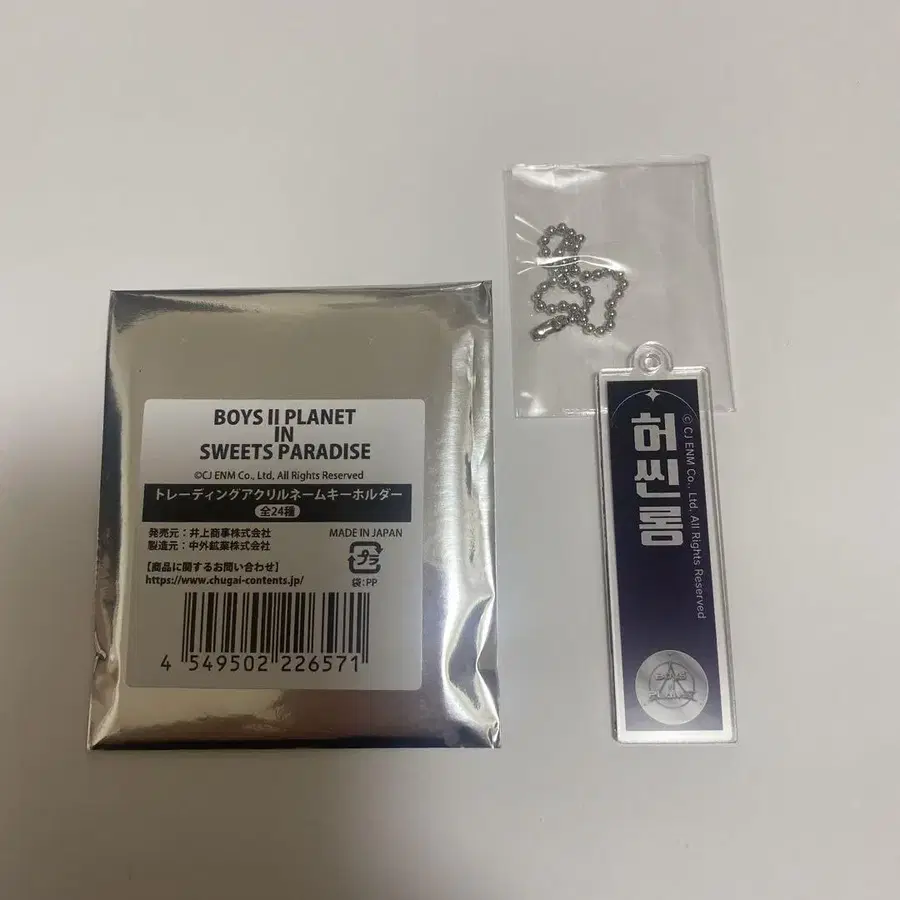 BOYS II PLANET
IN
SWEETS PARADISE
©CJ ENM Co., Ltd, All Rights Reserved
トレーディングアクリルネームキーホルダー
全24種
発売元：井上商事株式会社
製造元：中外鉱業株式会社
MADE IN JAPAN
プラ
袋:PP
【商品に関するお問い合わせ】
https://www.chugai-contents.jp/
4 549502 226571
허씬롱
© CJ ENM Co., Ltd, All Rights Reserved